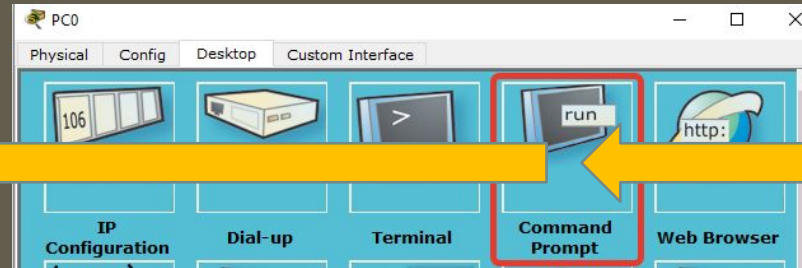 PC0
Physical Config Desktop Custom Interface
106
>
run
http:
IP Configuration
Dial-up
Terminal
Command Prompt
Web Browser